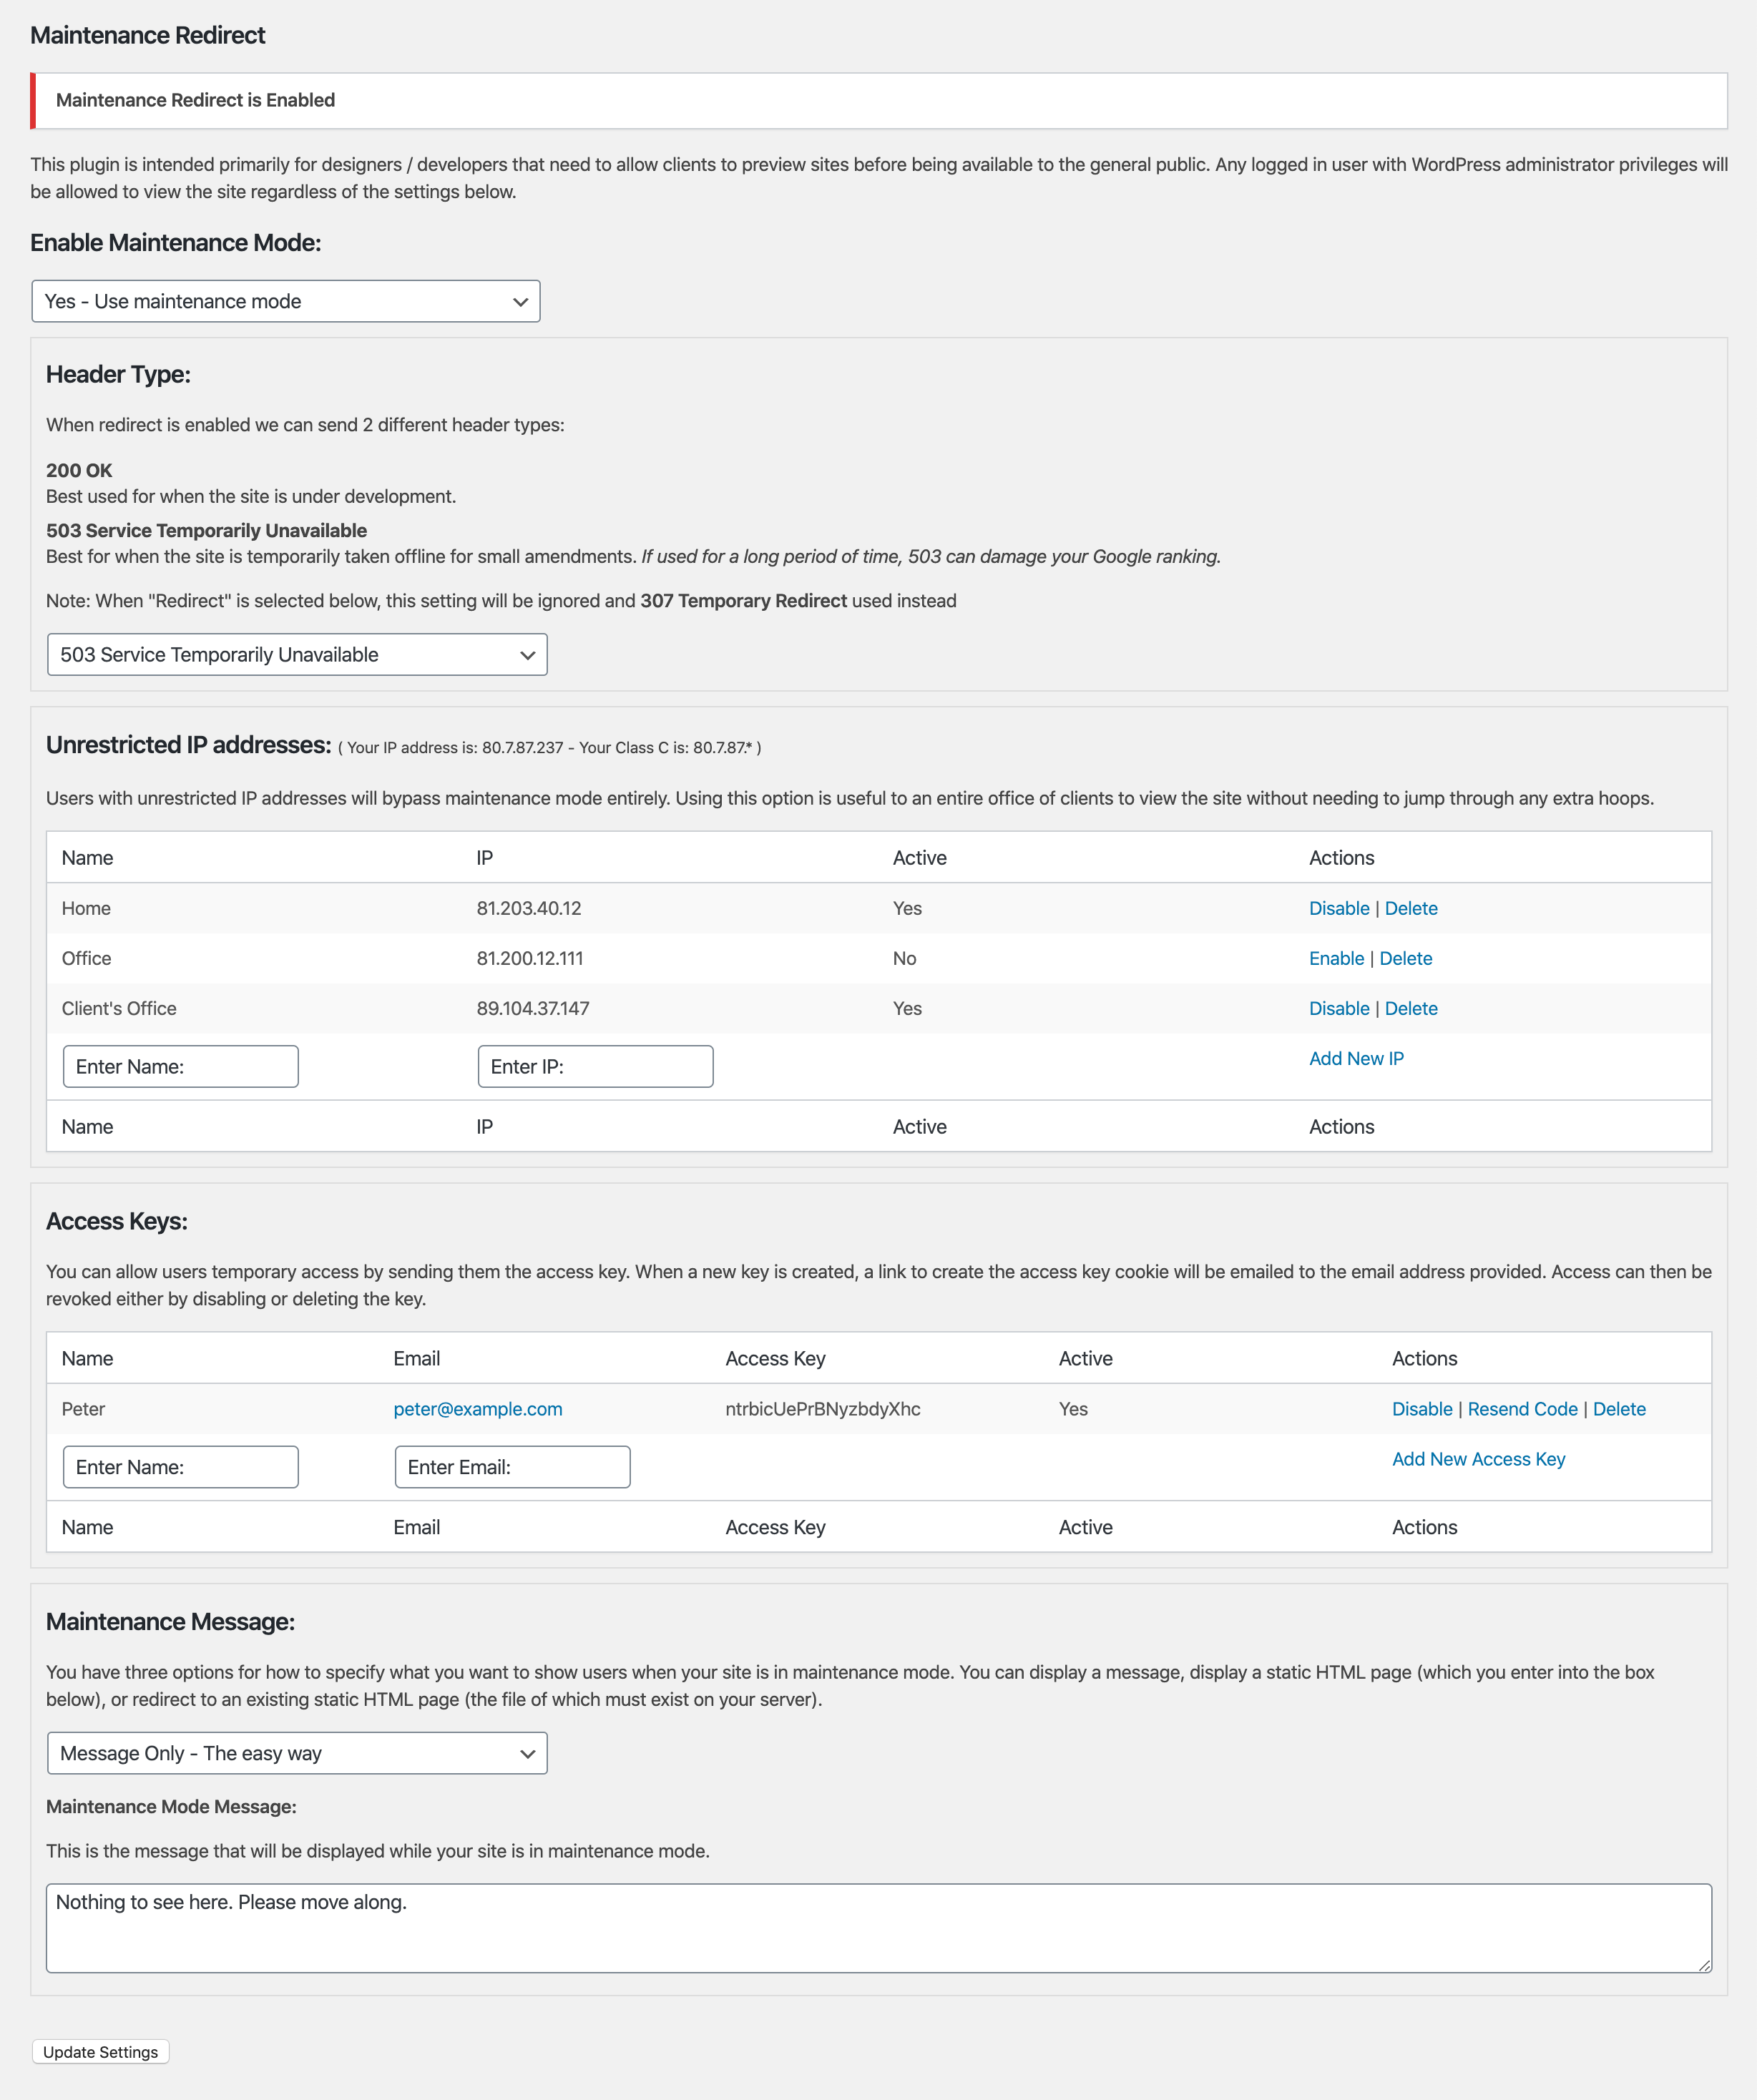 Maintenance Redirect
Maintenance Redirect is Enabled
This plugin is intended primarily for designers / developers that need to allow clients to preview sites before being available to the general public. Any logged in user with WordPress administrator privileges will
be allowed to view the site regardless of the settings below.
Enable Maintenance Mode:
Yes - Use maintenance mode
Header Type:
When redirect is enabled we can send 2 different header types:
200 OK
Best used for when the site is under development.
503 Service Temporarily Unavailable
Best for when the site is temporarily taken offline for small amendments. If used for a long period of time, 503 can damage your Google ranking.
Note: When "Redirect" is selected below, this setting will be ignored and 307 Temporary Redirect used instead
503 Service Temporarily Unavailable
Unrestricted IP addresses: ( Your IP address is: 80.7.87.237 - Your Class C is: 80.7.87.* )
Users with unrestricted IP addresses will bypass maintenance mode entirely. Using this option is useful to an entire office of clients to view the site without needing to jump through any extra hoops.
Name IP Active Actions
Home 81.203.40.12 Yes Disable | Delete
Office 81.200.12.111 No Enable | Delete
Client's Office 89.104.37.147 Yes Disable | Delete
Enter Name: Enter IP: Add New IP
Name IP Active Actions
Access Keys:
You can allow users temporary access by sending them the access key. When a new key is created, a link to create the access key cookie will be emailed to the email address provided. Access can then be
revoked either by disabling or deleting the key.
Name Email Access Key Active Actions
Peter peter@example.com ntrbicUePrBNyzbdyXhc Yes Disable | Resend Code | Delete
Enter Name: Enter Email: Add New Access Key
Name Email Access Key Active Actions
Maintenance Message:
You have three options for how to specify what you want to show users when your site is in maintenance mode. You can display a message, display a static HTML page (which you enter into the box
below), or redirect to an existing static HTML page (the file of which must exist on your server).
Message Only - The easy way
Maintenance Mode Message:
This is the message that will be displayed while your site is in maintenance mode.
Nothing to see here. Please move along.
Update Settings